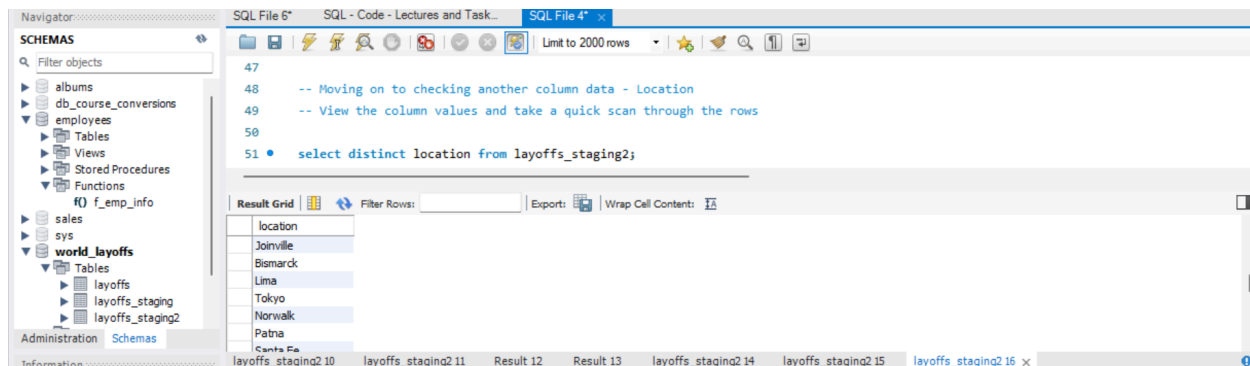 Navigator
SQL File 6*
SQL - Code - Lectures and Task...
SQL File 4*
SCHEMAS
Filter objects
albums
db_course_conversions
employees
Tables
Views
Stored Procedures
Functions
f() f_emp_info
sales
sys
world_layoffs
Tables
layoffs
layoffs_staging
layoffs_staging2
Administration Schemas
Information
Limit to 2000 rows
47
48 -- Moving on to checking another column data - Location
49 -- View the column values and take a quick scan through the rows
50
51 select distinct location from layoffs_staging2;
Result Grid Filter Rows: Export: Wrap Cell Content: IA
location
Joinville
Bismarck
Lima
Tokyo
Norwalk
Patna
Santa Fe
layoffs_staging2 10 layoffs_staging2 11 Result 12 Result 13 layoffs_staging2 14 layoffs_staging2 15 layoffs_staging2 16